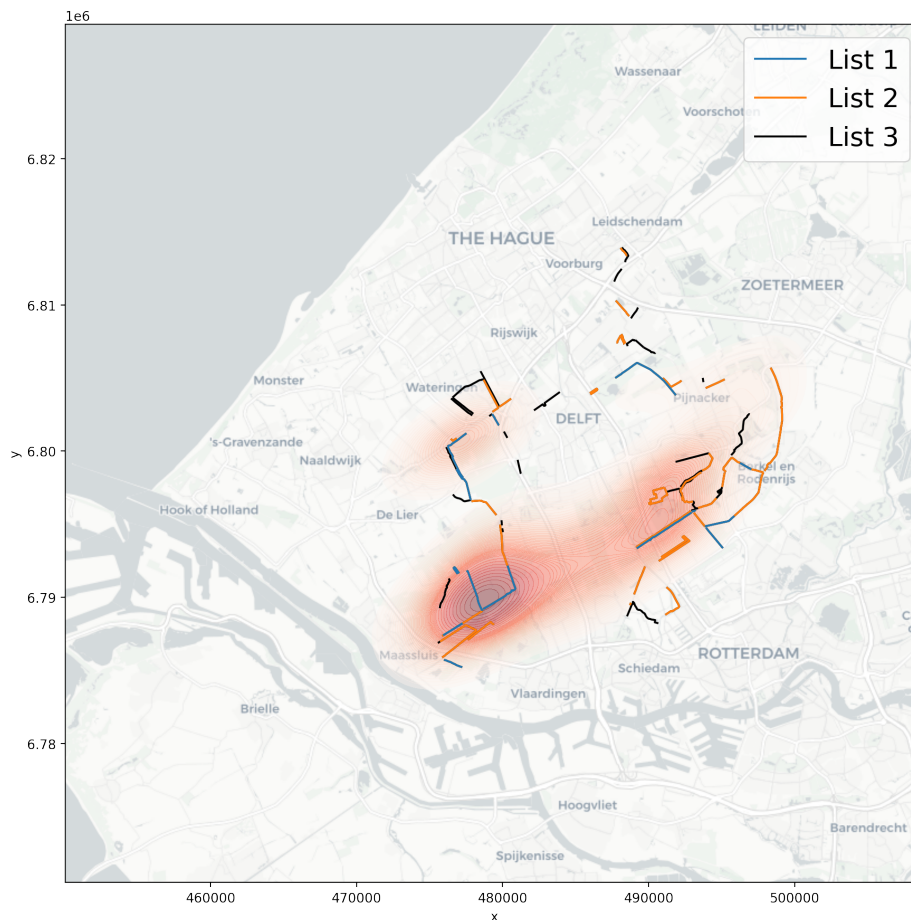 1e6
LEIDEN
Wassenaar
List 1
List 2
Voorschoten
List 3
6.82
Leidschendam
THE HAGUE
Voorburg
ZOETERMEER
6.81
Rijswijk
Monster
Wateringen
Pijnacker
DELFT
's-Gravenzande
6.80
y
Naaldwijk
Berkel en
Rodenrijs
Hook of Holland
De Lier
6.79
Maassluis
ROTTERDAM
Schiedam
Vlaardingen
Brielle
6.78
Hoogvliet
Barendrecht
Spijkenisse
460000
470000
480000
490000
500000
x